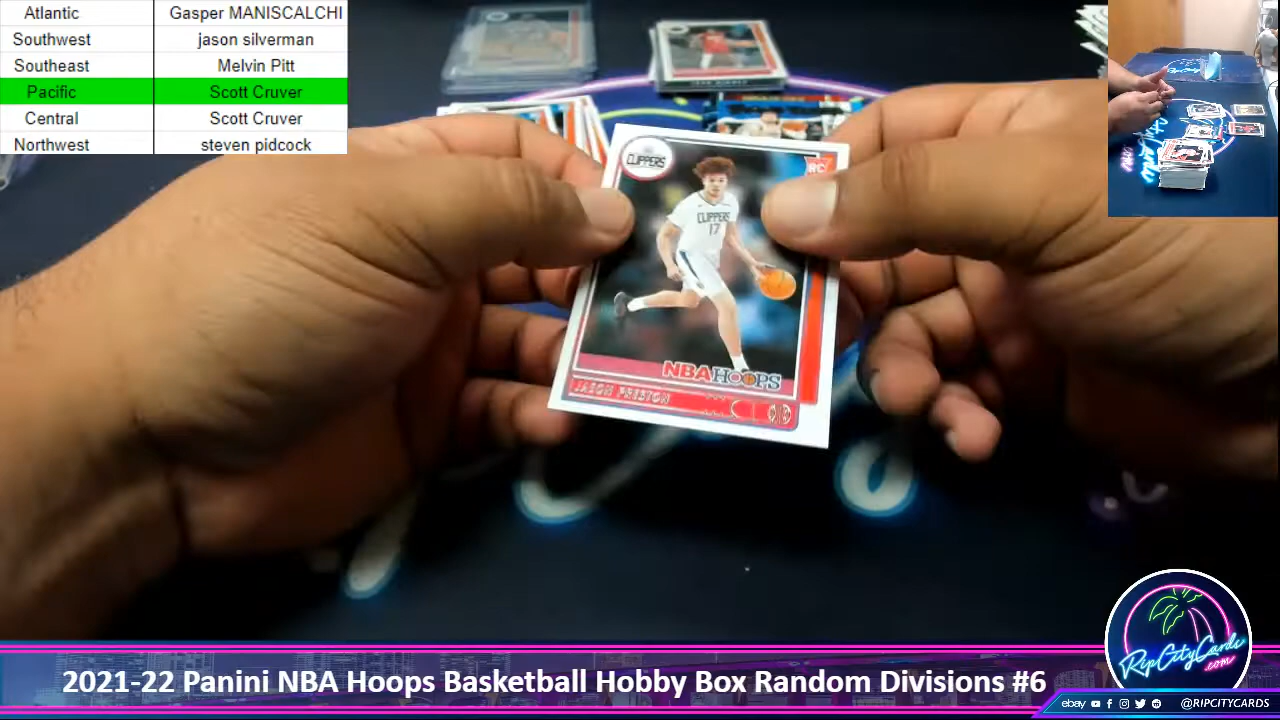 Atlantic Gasper MANISCALCHI
Southwest jason silverman
Southeast Melvin Pitt
Pacific Scott Cruver
Central Scott Cruver
Northwest steven pidcock
CLIPPERS
RC
CLIPPERS
17
NBA HOOPS
JASON PRESTON
2021-22 Panini NBA Hoops Basketball Hobby Box Random Divisions #6
RipCityCards
.com
ebay @RIPCITYCARDS